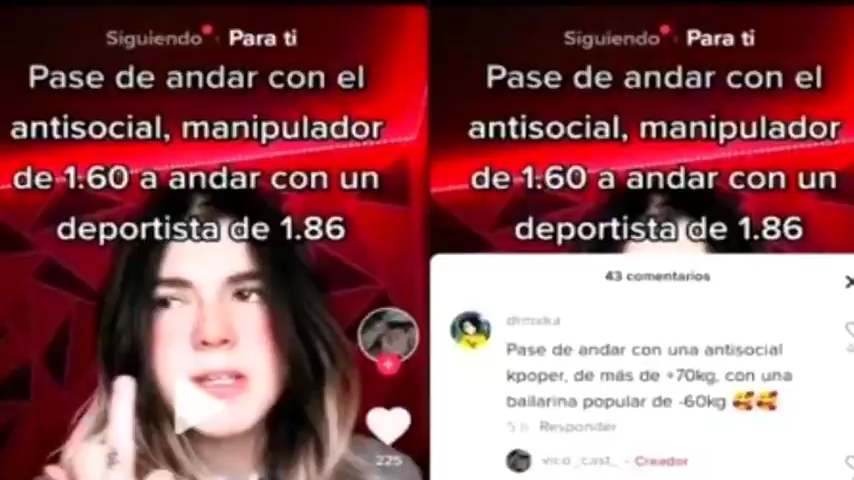 Siguiendo Para ti
Pase de andar con el
antisocial, manipulador
de 1.60 a andar con un
deportista de 1.86
225
Siguiendo Para ti
Pase de andar con el
antisocial, manipulador
de 1.60 a andar con un
deportista de 1.86
43 comentarios
Pase de andar con una antisocial
kpoper, de más de +70kg, con una
bailarina popular de -60kg 🥰🥰
Responder
vico_cast_ - Creador